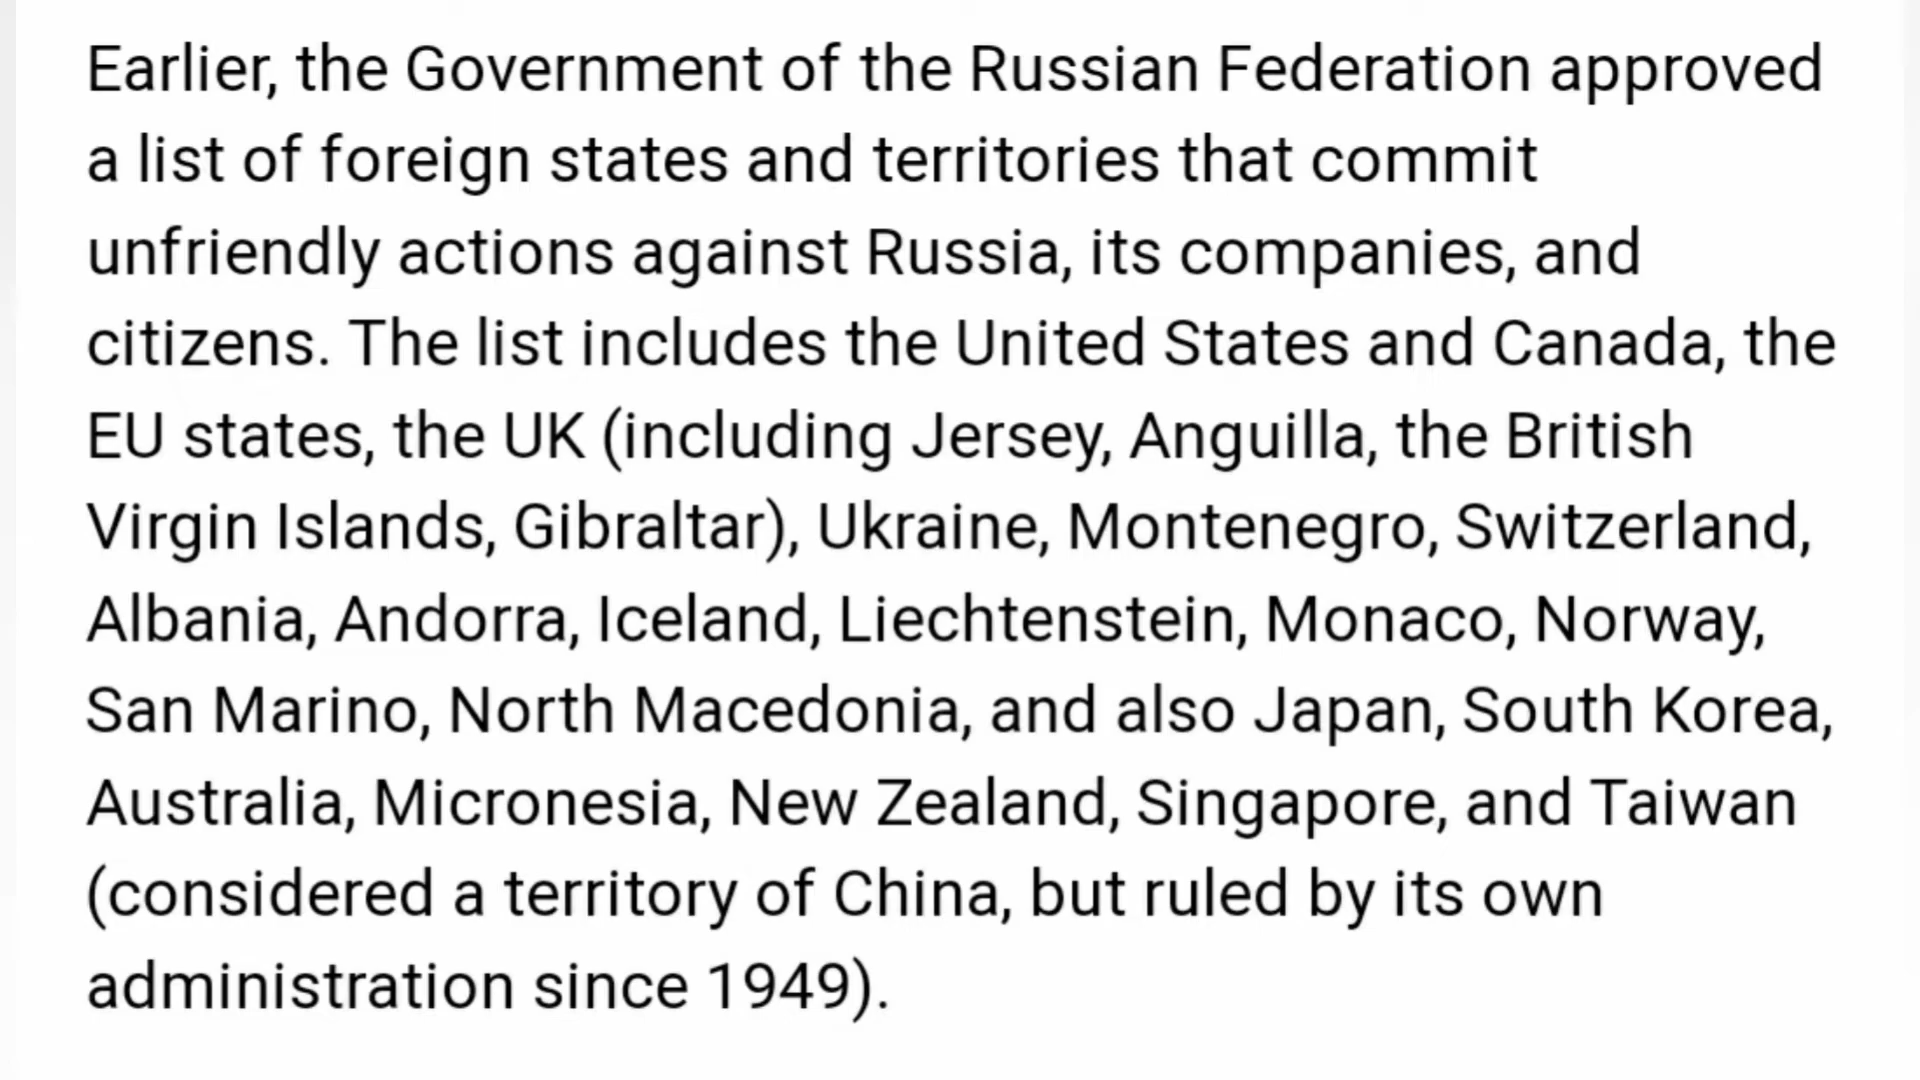 Earlier, the Government of the Russian Federation approved
a list of foreign states and territories that commit
unfriendly actions against Russia, its companies, and
citizens. The list includes the United States and Canada, the
EU states, the UK (including Jersey, Anguilla, the British
Virgin Islands, Gibraltar), Ukraine, Montenegro, Switzerland,
Albania, Andorra, Iceland, Liechtenstein, Monaco, Norway,
San Marino, North Macedonia, and also Japan, South Korea,
Australia, Micronesia, New Zealand, Singapore, and Taiwan
(considered a territory of China, but ruled by its own
administration since 1949).